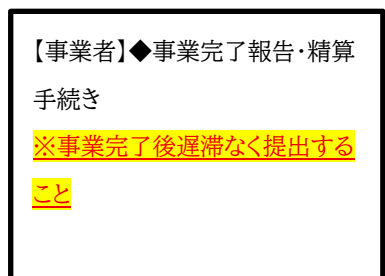 【事業者】◆事業完了報告・精算
手続き
※事業完了後遅滞なく提出する
こと